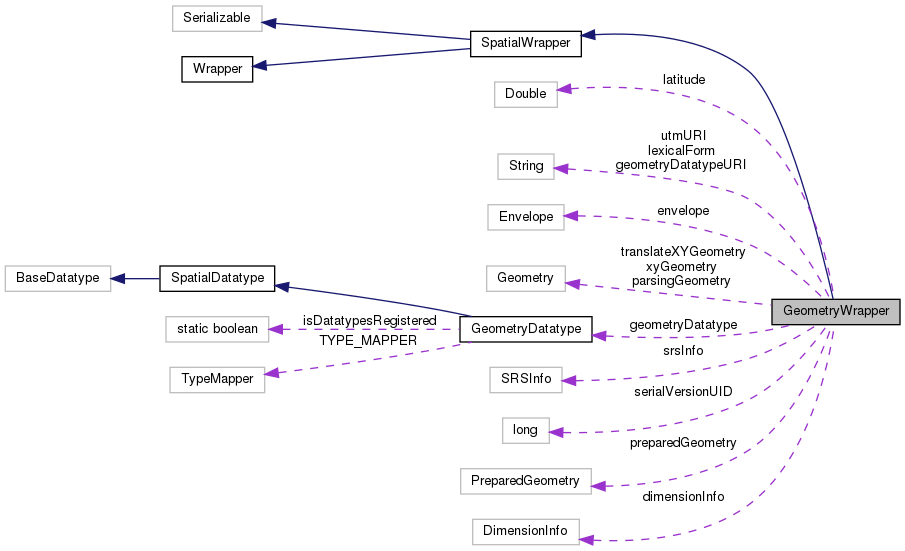 Serializable
SpatialWrapper
Wrapper
latitude
Double
utmURI
lexicalForm
geometryDatatypeURI
String
envelope
Envelope
translateXYGeometry
xyGeometry
parsingGeometry
Geometry
BaseDatatype
SpatialDatatype
GeometryWrapper
isDatatypesRegistered
static boolean
GeometryDatatype
geometryDatatype
TYPE_MAPPER
srsInfo
TypeMapper
SRSInfo
serialVersionUID
long
preparedGeometry
PreparedGeometry
dimensionInfo
DimensionInfo